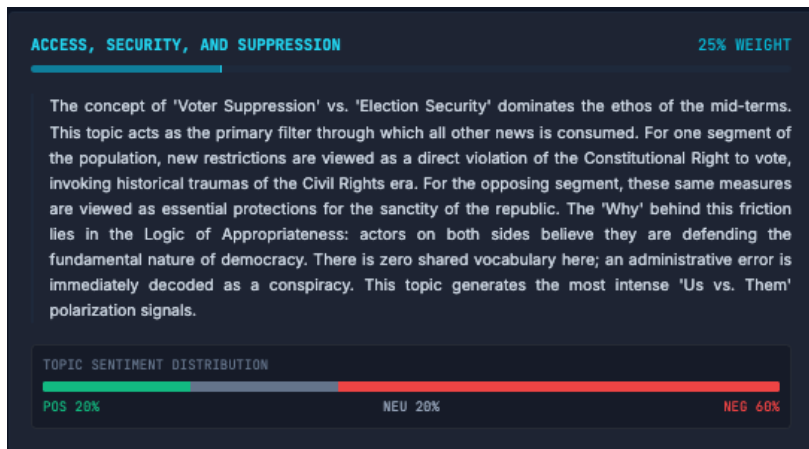 ACCESS, SECURITY, AND SUPPRESSION
25% WEIGHT
The concept of 'Voter Suppression' vs. 'Election Security' dominates the ethos of the mid-terms.
This topic acts as the primary filter through which all other news is consumed. For one segment of
the population, new restrictions are viewed as a direct violation of the Constitutional Right to vote,
invoking historical traumas of the Civil Rights era. For the opposing segment, these same measures
are viewed as essential protections for the sanctity of the republic. The 'Why' behind this friction
lies in the Logic of Appropriateness: actors on both sides believe they are defending the
fundamental nature of democracy. There is zero shared vocabulary here; an administrative error is
immediately decoded as a conspiracy. This topic generates the most intense 'Us vs. Them'
polarization signals.
TOPIC SENTIMENT DISTRIBUTION
POS 20%
NEU 20%
NEG 60%